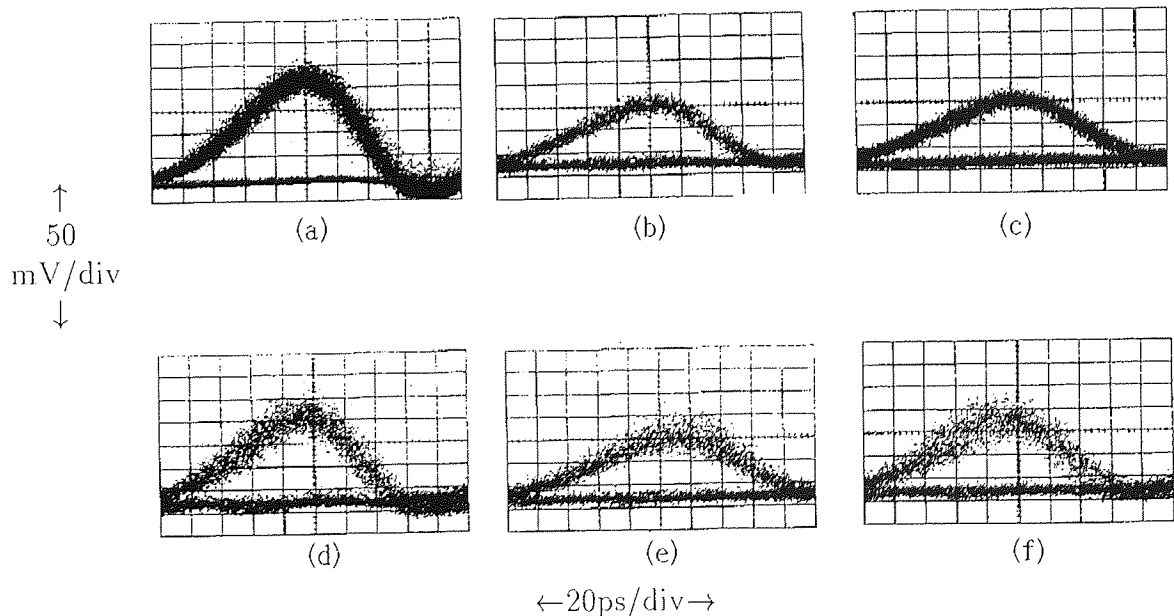 (a)
(b)
(c)
↑
50
mV/div
↓
(d)
(e)
(f)
←20ps/div→